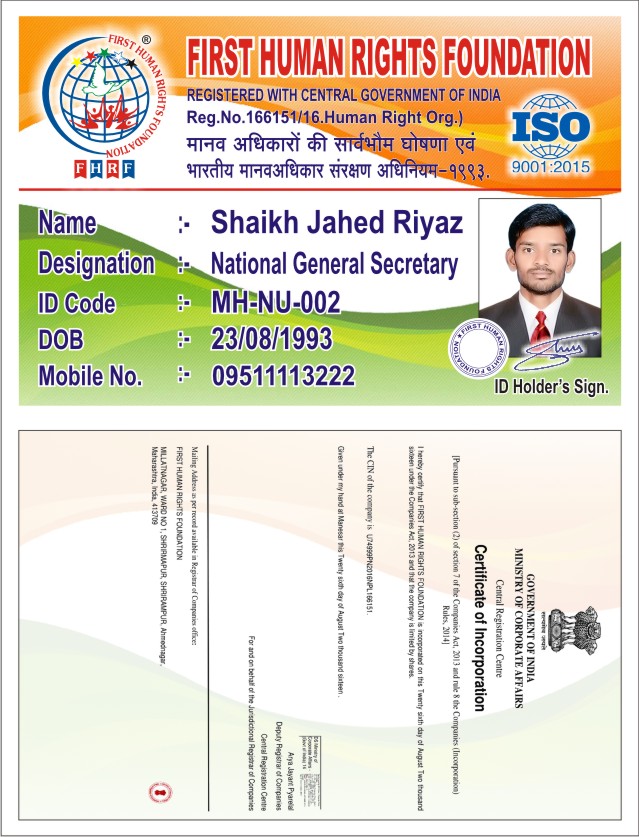 FIRST HUMAN RIGHTS FOUNDATION
®
FHRF
FIRST HUMAN RIGHTS FOUNDATION
REGISTERED WITH CENTRAL GOVERNMENT OF INDIA
Reg.No.166151/16.Human Right Org.)
मानव अधिकारों की सार्वभौम घोषणा एवं
भारतीय मानवअधिकार संरक्षण अधिनियम-१९९३.
ISO
9001:2015
Name :- Shaikh Jahed Riyaz
Designation :- National General Secretary
ID Code :- MH-NU-002
DOB :- 23/08/1993
Mobile No. :- 09511113222
FIRST HUMAN RIGHTS FOUNDATION
ID Holder's Sign.
सत्यमेव जयते
GOVERNMENT OF INDIA
MINISTRY OF CORPORATE AFFAIRS
Central Registration Centre
Certificate of Incorporation
[Pursuant to sub-section (2) of section 7 of the Companies Act, 2013 and rule 8 the Companies (Incorporation)
Rules, 2014]
I hereby certify that FIRST HUMAN RIGHTS FOUNDATION is incorporated on this Twenty sixth day of August Two thousand
sixteen under the Companies Act, 2013 and that the company is limited by shares.
The CIN of the company is U74999PN2016NPL166151.
Given under my hand at Manesar this Twenty sixth day of August Two thousand sixteen .
DS Ministry of
Corporate Affairs -
Govt of India
Arya Jayant Pyarelal
Deputy Registrar of Companies
Central Registration Centre
For and on behalf of the Jurisdictional Registrar of Companies
Mailing Address as per record available in Registrar of Companies office:
FIRST HUMAN RIGHTS FOUNDATION
MILLATNAGAR, WARD NO 1, SHRIRMAPUR, SHRIRAMPUR, Ahmednagar,
Maharashtra, India, 413709